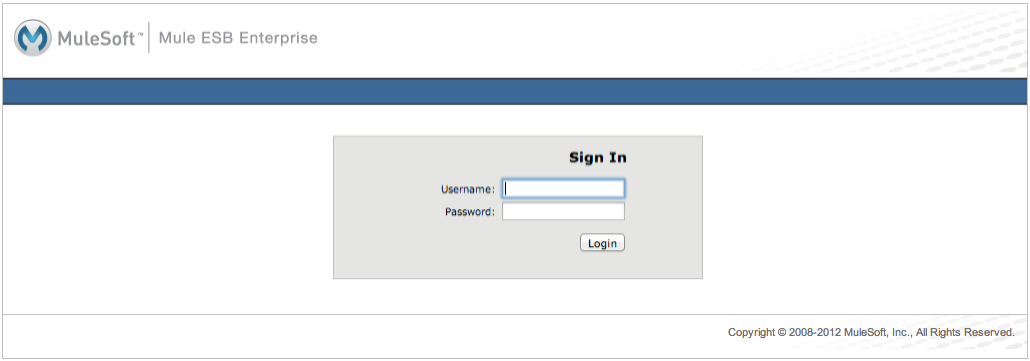 MuleSoft™ Mule ESB Enterprise
Sign In
Username:
Password:
Login
Copyright © 2008-2012 MuleSoft, Inc., All Rights Reserved.